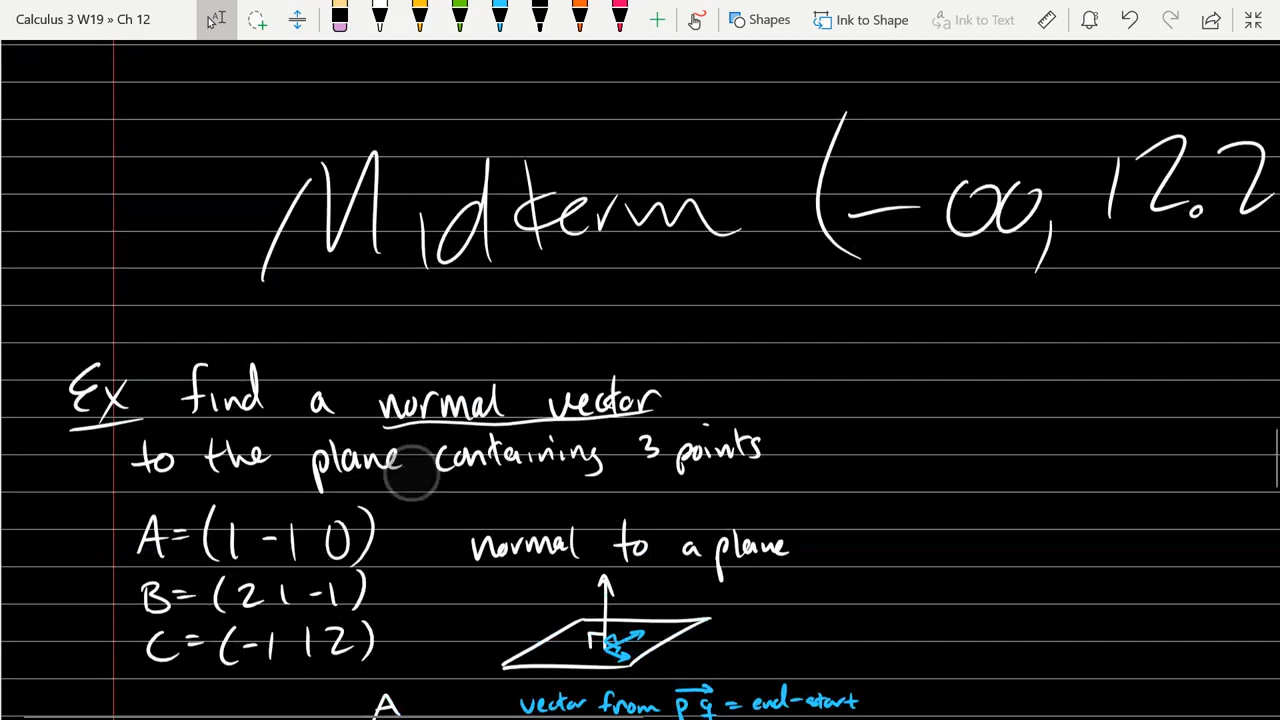 Calculus 3 W19 » Ch 12
Shapes
Ink to Shape
Ink to Text
Midterm (-∞, 12.2
Ex find a normal vector
to the plane containing 3 points
A = (1 -1 0)
normal to a plane
B = (2 1 -1)
C = (-1 1 2)
A
vector from pq = end-start